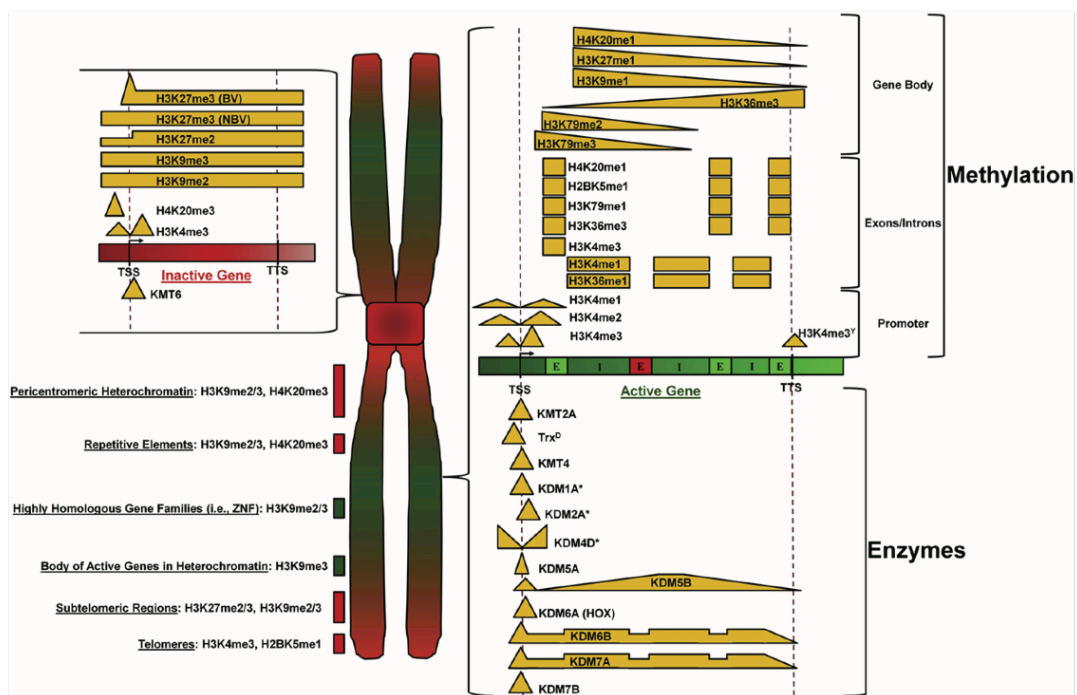 H3K27me3 (BV)
H3K27me3 (NBV)
H3K27me2
H3K9me3
H3K9me2
H4K20me3
H3K4me3
TSS
TTS
Inactive Gene
KMT6
Pericentromeric Heterochromatin: H3K9me2/3, H4K20me3
Repetitive Elements: H3K9me2/3, H4K20me3
Highly Homologous Gene Families (i.e., ZNF): H3K9me2/3
Body of Active Genes in Heterochromatin: H3K9me3
Subtelomeric Regions: H3K27me2/3, H3K9me2/3
Telomeres: H3K4me3, H2BK5me1
H4K20me1
H3K27me1
H3K9me1
H3K36me3
H3K79me2
H3K79me3
Gene Body
H4K20me1
H2BK5me1
H3K79me1
H3K36me3
H3K4me3
H3K4me1
H3K36me1
Exons/Introns
H3K4me1
H3K4me2
H3K4me3
H3K4me3Y
Promoter
Methylation
E I E I E I E
TSS
Active Gene
TTS
KMT2A
TrxD
KMT4
KDM1A*
KDM2A*
KDM4D*
KDM5A
KDM5B
KDM6A (HOX)
KDM6B
KDM7A
KDM7B
Enzymes